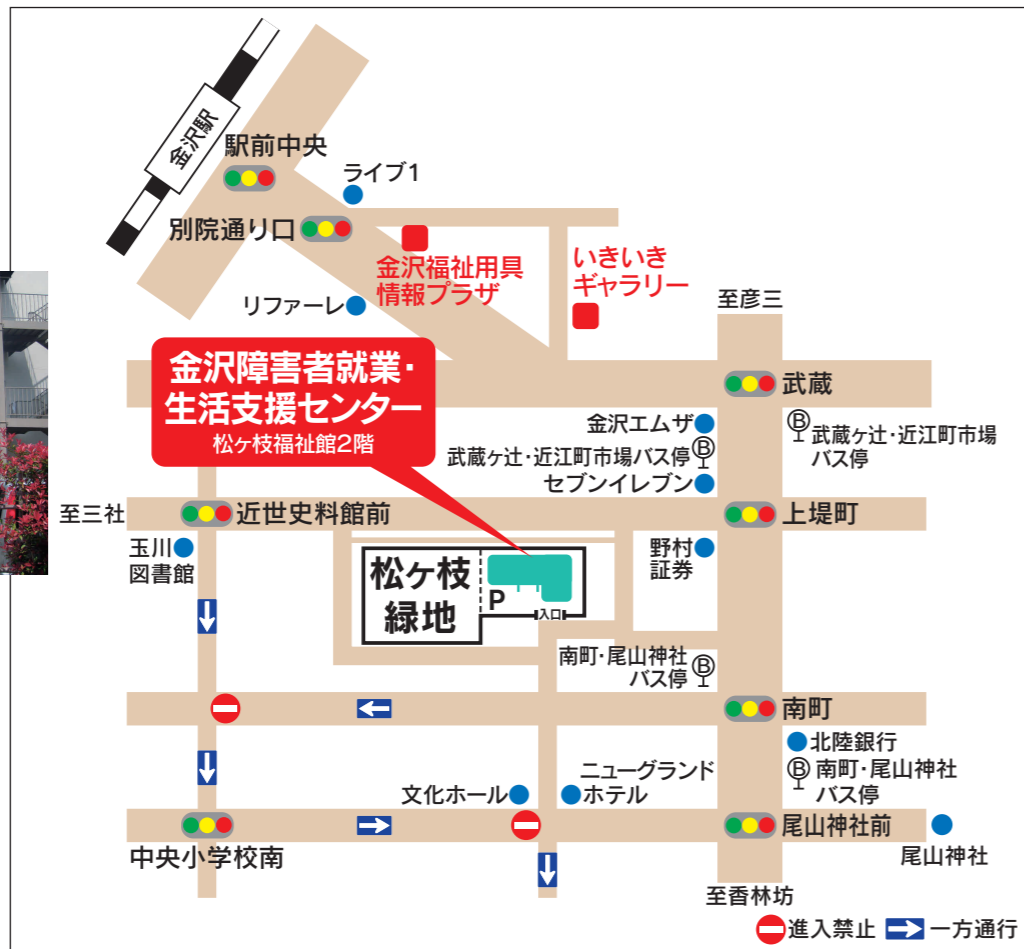 金沢駅
駅前中央
ライブ1
別院通り口
金沢福祉用具
情報プラザ
いきいき
ギャラリー
リファーレ
至彦三
金沢障害者就業・
生活支援センター
松ヶ枝福祉館2階
武蔵
金沢エムザ
B
武蔵ヶ辻・近江町市場
バス停
武蔵ヶ辻・近江町市場バス停
B
セブンイレブン
至三社
近世史料館前
上堤町
玉川
図書館
松ヶ枝
緑地
P
入口
野村
証券
南町・尾山神社
バス停
B
南町
北陸銀行
B
南町・尾山神社
バス停
文化ホール
ニューグランド
ホテル
中央小学校南
尾山神社前
尾山神社
至香林坊
進入禁止
一方通行